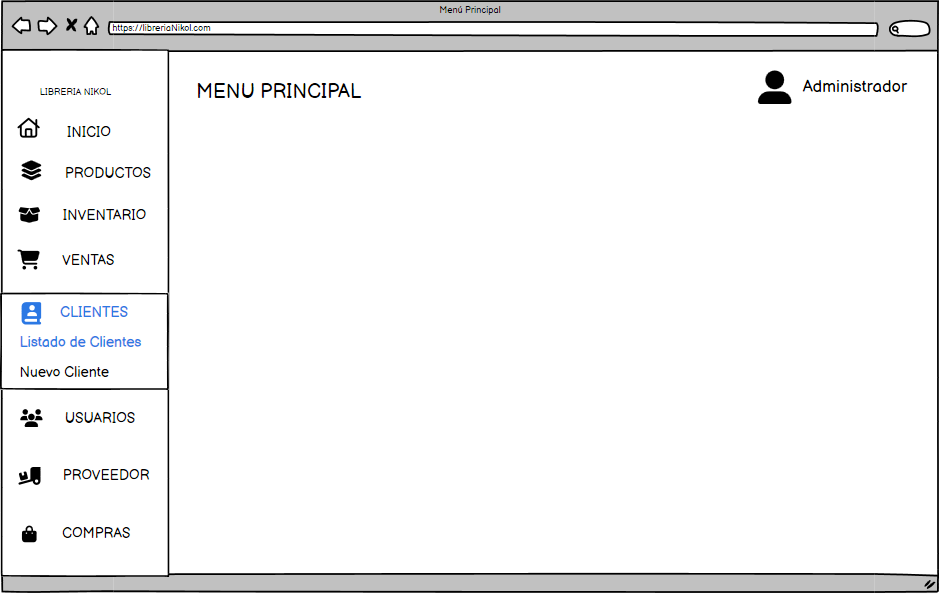 Menú Principal
https://libreriaNikol.com
LIBRERIA NIKOL
MENU PRINCIPAL
Administrador
INICIO
PRODUCTOS
INVENTARIO
VENTAS
CLIENTES
Listado de Clientes
Nuevo Cliente
USUARIOS
PROVEEDOR
COMPRAS